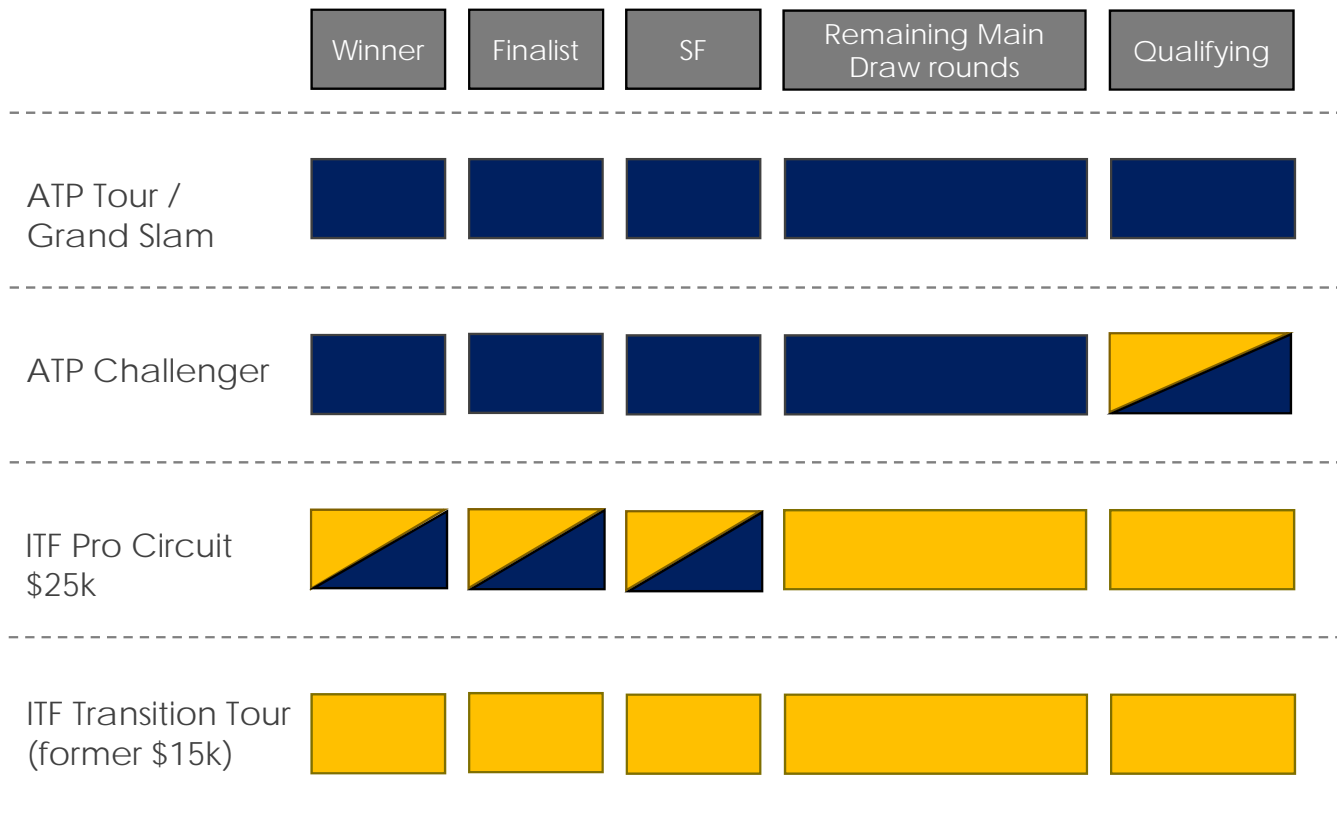 Winner
Finalist
SF
Remaining Main
Draw rounds
Qualifying
ATP Tour /
Grand Slam
ATP Challenger
ITF Pro Circuit
$25k
ITF Transition Tour
(former $15k)